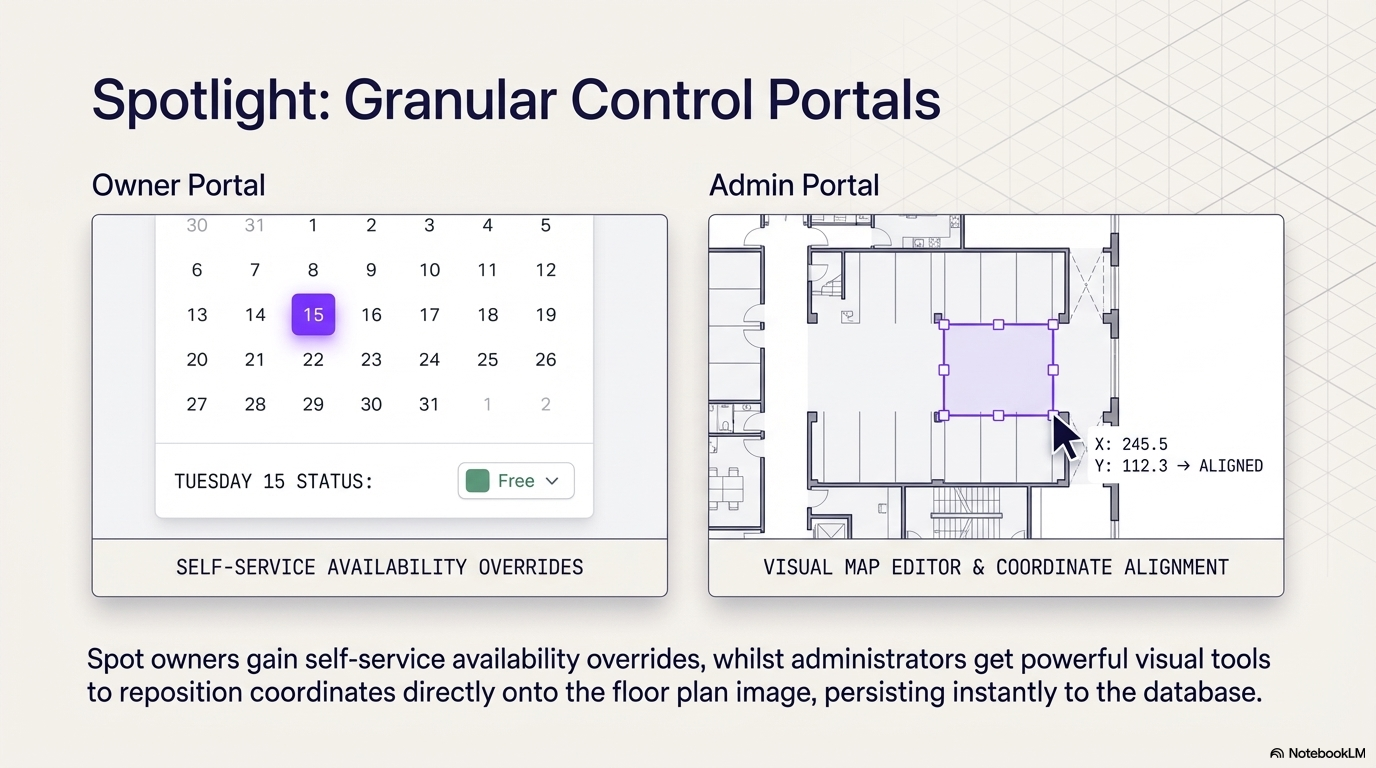 Spotlight: Granular Control Portals
Owner Portal
30 31 1 2 3 4 5
6 7 8 9 10 11 12
13 14 15 16 17 18 19
20 21 22 23 24 25 26
27 28 29 30 31 1 2
TUESDAY 15 STATUS:
Free
SELF-SERVICE AVAILABILITY OVERRIDES
Admin Portal
X: 245.5
Y: 112.3 → ALIGNED
VISUAL MAP EDITOR & COORDINATE ALIGNMENT
Spot owners gain self-service availability overrides, whilst administrators get powerful visual tools
to reposition coordinates directly onto the floor plan image, persisting instantly to the database.
NotebookLM